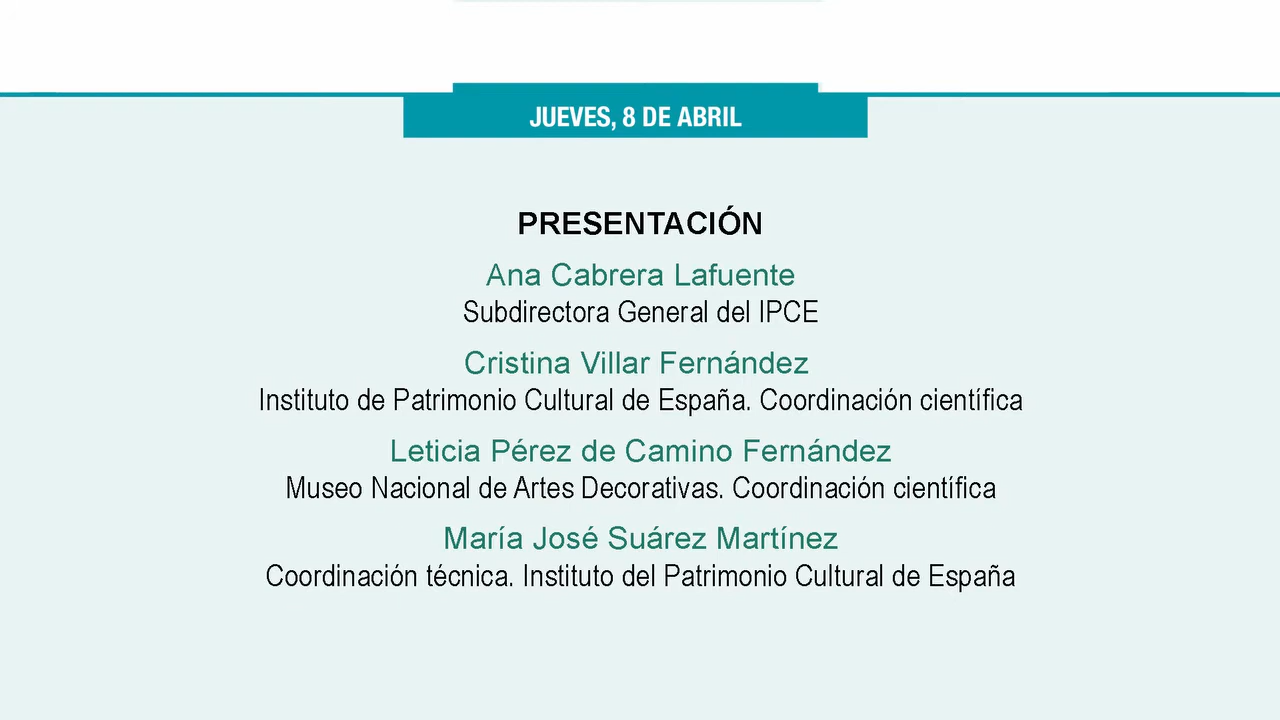 JUEVES, 8 DE ABRIL
PRESENTACIÓN
Ana Cabrera Lafuente
Subdirectora General del IPCE
Cristina Villar Fernández
Instituto de Patrimonio Cultural de España. Coordinación científica
Leticia Pérez de Camino Fernández
Museo Nacional de Artes Decorativas. Coordinación científica
María José Suárez Martínez
Coordinación técnica. Instituto del Patrimonio Cultural de España